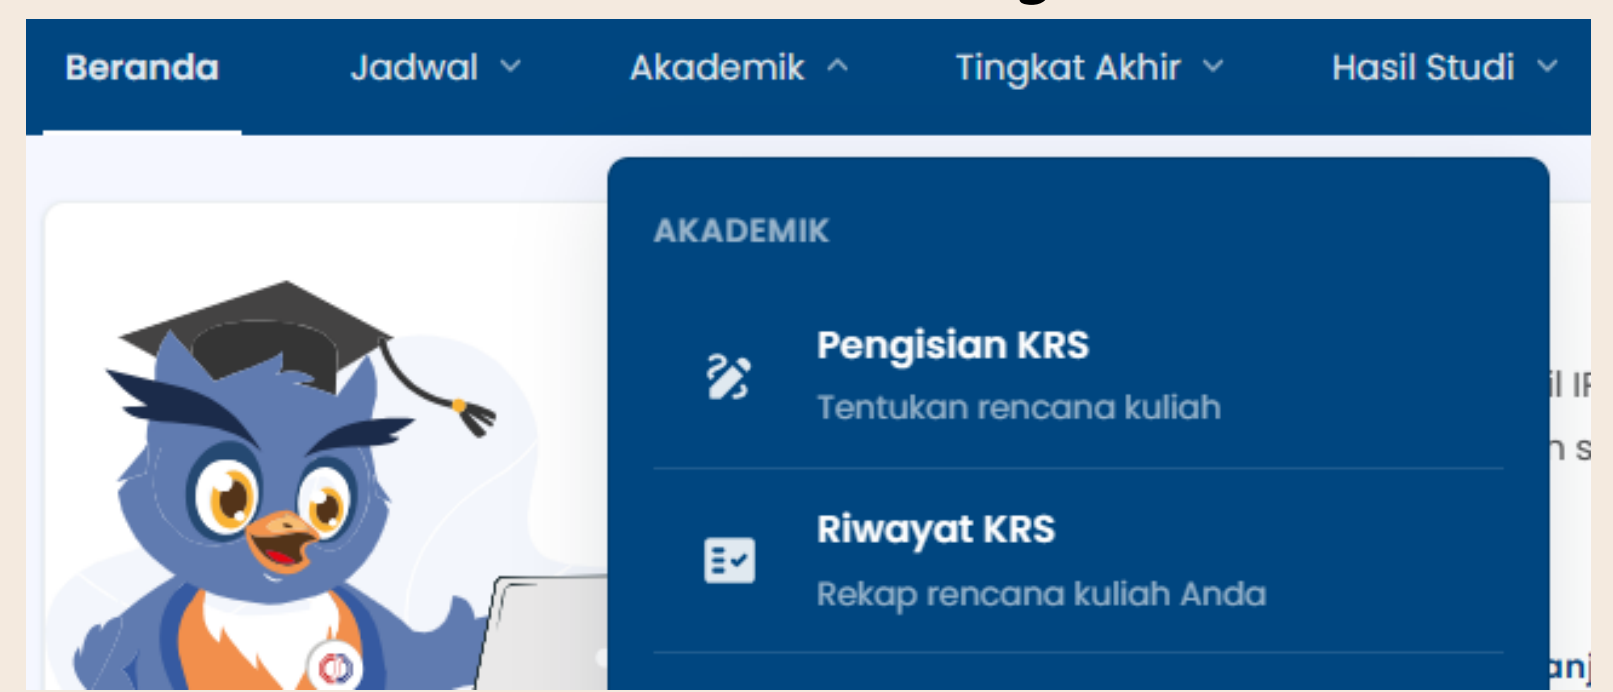 Beranda
Jadwal
Akademik
Tingkat Akhir
Hasil Studi
AKADEMIK
Pengisian KRS
Tentukan rencana kuliah
Riwayat KRS
Rekap rencana kuliah Anda